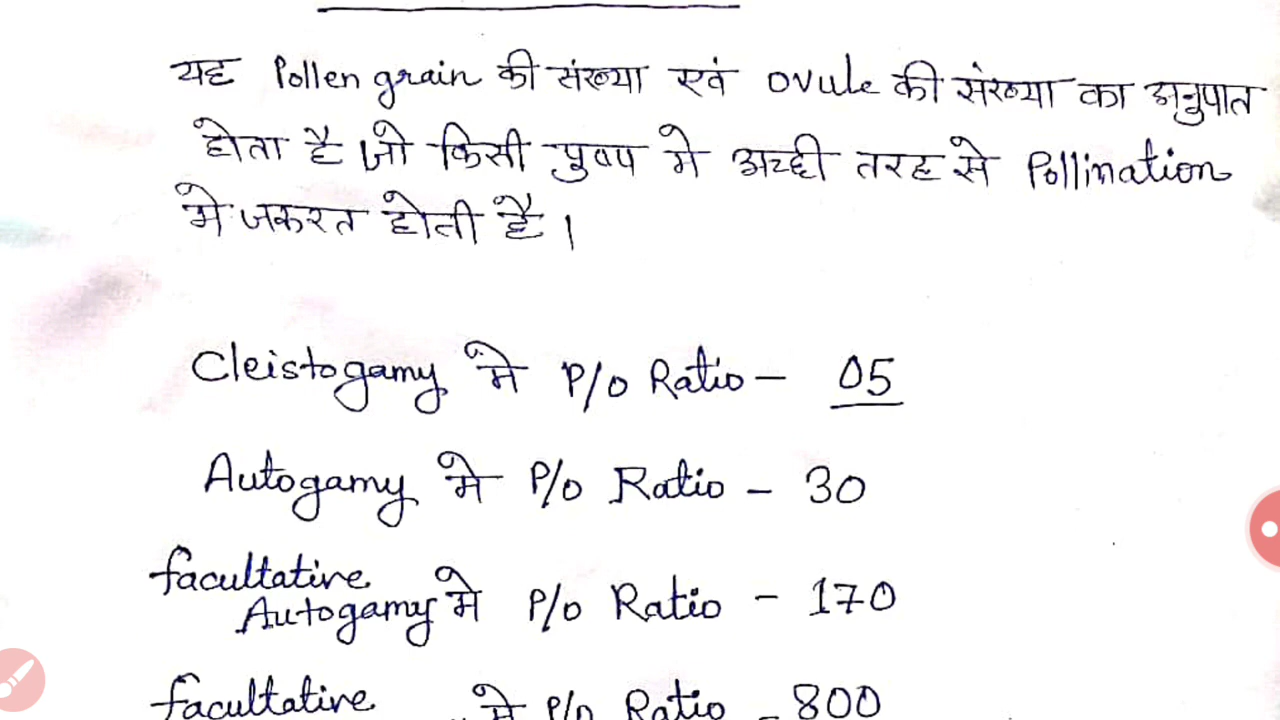 यह Pollen grain की संख्या एवं ovule की संख्या का अनुपात
होता है जो किसी पुष्प मे अच्छी तरह से Pollination
मे जरुरत होती है।
Cleistogamy मे P/o Ratio - 05
Autogamy मे P/o Ratio - 30
facultative
Autogamy मे P/o Ratio - 170
facultative
मे P/o Ratio - 800